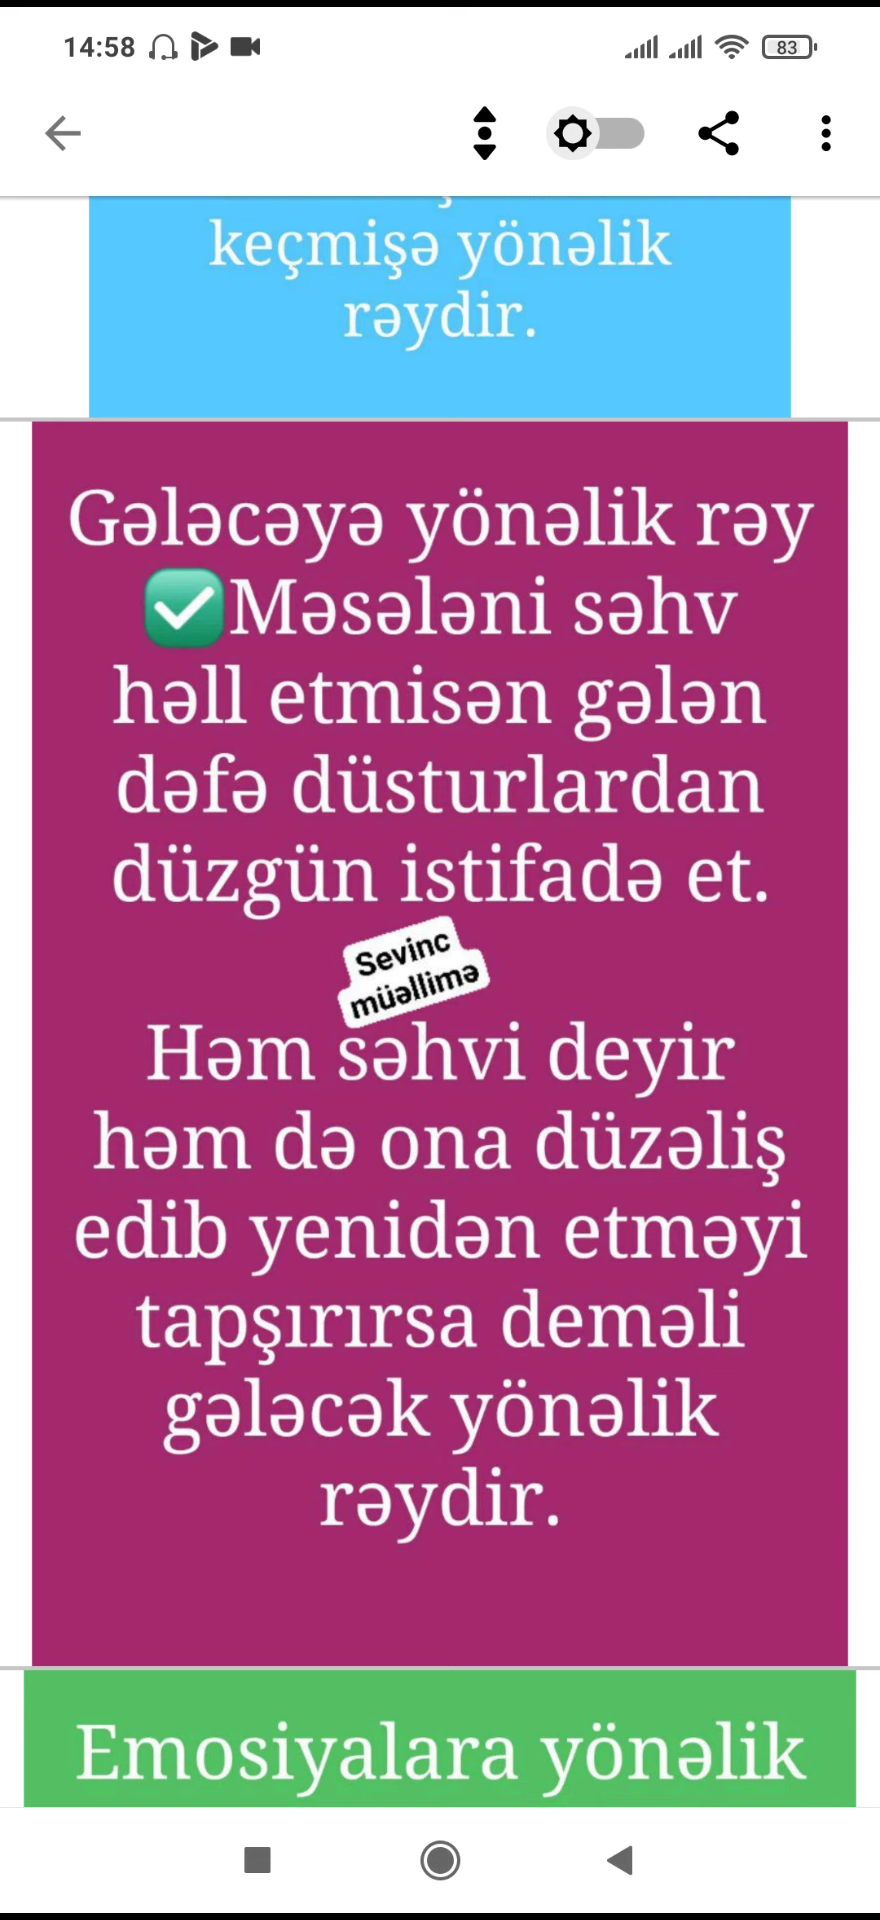 14:58
83
keçmişə yönəlik
rəydir.
Gələcəyə yönəlik rəy
✅Məsələni səhv
həll etmisən gələn
dəfə düsturlardan
düzgün istifadə et.
Sevinc
müəllimə
Həm səhvi deyir
həm də ona düzəliş
edib yenidən etməyi
tapşırırsa deməli
gələcək yönəlik
rəydir.
Emosiyalara yönəlik